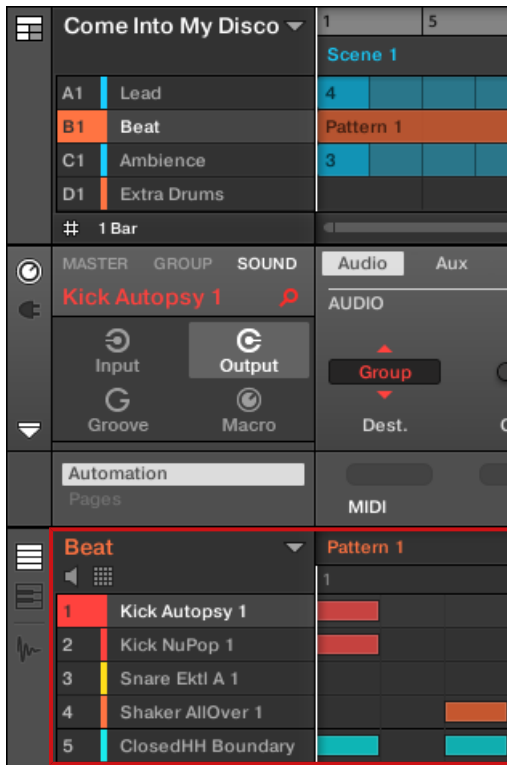 Come Into My Disco 1 5
Scene 1
A1 Lead 4
B1 Beat Pattern 1
C1 Ambience 3
D1 Extra Drums
1 Bar
MASTER GROUP SOUND Audio Aux
Kick Autopsy 1 AUDIO
Input Output Group
Groove Macro Dest.
Automation
Pages MIDI
Beat Pattern 1
1
1 Kick Autopsy 1
2 Kick NuPop 1
3 Snare Ektl A 1
4 Shaker AllOver 1
5 ClosedHH Boundary